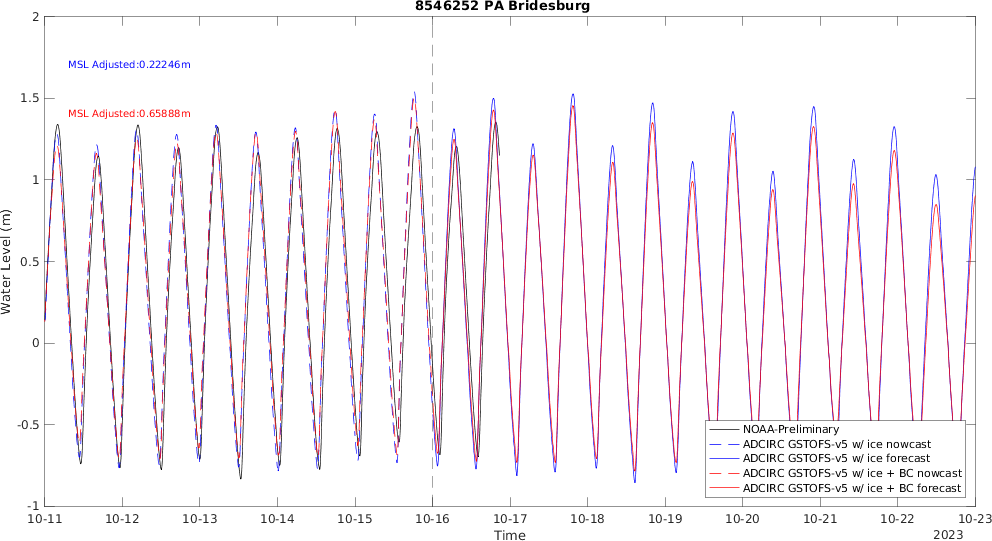 8546252 PA Bridesburg
2
1.5
1
0.5
0
-0.5
-1
Water Level (m)
MSL Adjusted:0.22246m
MSL Adjusted:0.65888m
NOAA-Preliminary
ADCIRC GSTOFS-v5 w/ ice nowcast
ADCIRC GSTOFS-v5 w/ ice forecast
ADCIRC GSTOFS-v5 w/ ice + BC nowcast
ADCIRC GSTOFS-v5 w/ ice + BC forecast
10-11 10-12 10-13 10-14 10-15 10-16 10-17 10-18 10-19 10-20 10-21 10-22 10-23
Time
2023